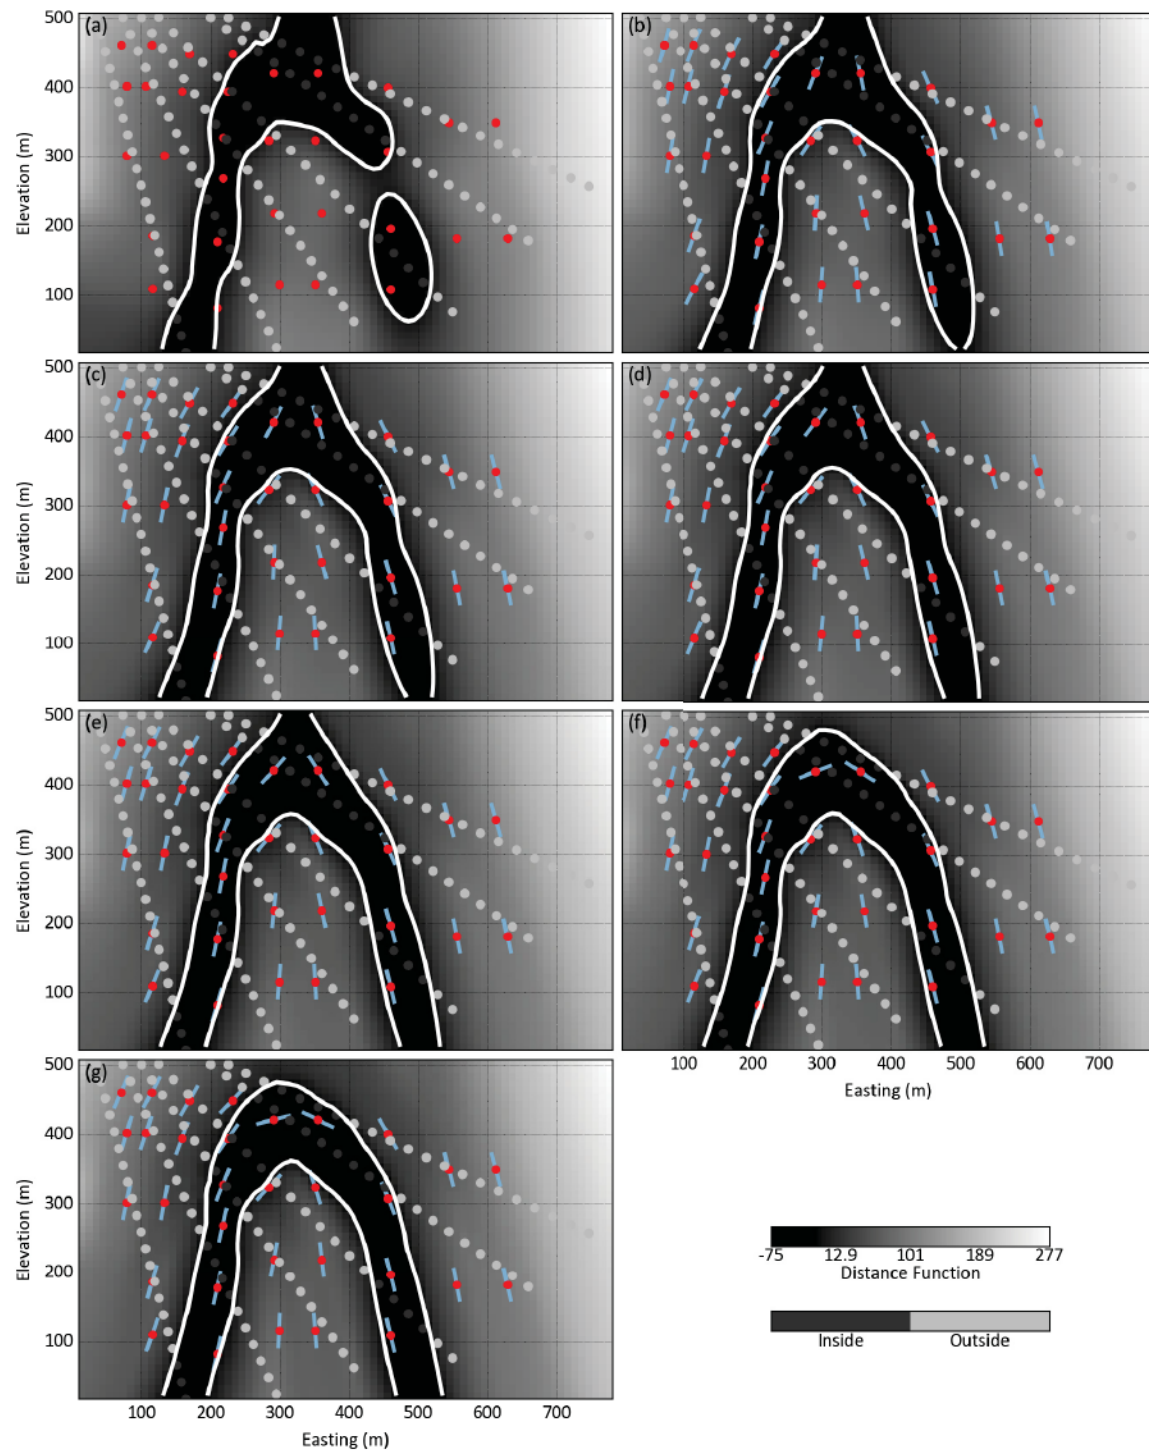 (a)
(b)
500
400
300
200
100
Elevation (m)
(c)
(d)
500
400
300
200
100
Elevation (m)
(e)
(f)
500
400
300
200
100
Elevation (m)
100 200 300 400 500 600 700
Easting (m)
(g)
500
400
300
200
100
Elevation (m)
100 200 300 400 500 600 700
Easting (m)
-75 12.9 101 189 277
Distance Function
Inside Outside